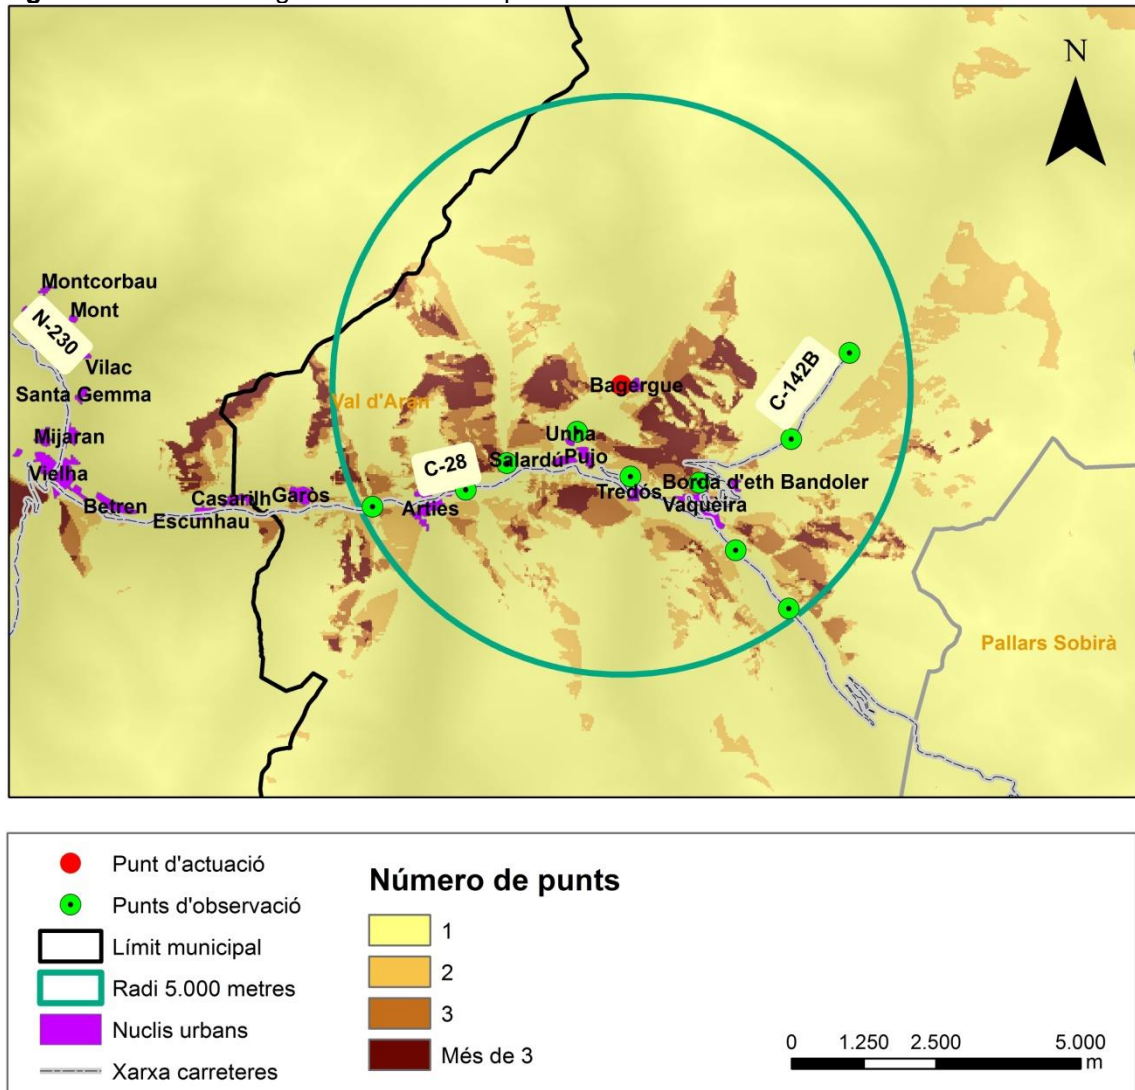 N
Montcorbau
Mont
N-230
Vilac
Santa Gemma
Mijaran
Vielha
Betren
Casarilh
Garòs
Escunhau
Val d'Aran
C-28
Arties
Salardú
Unha
Pujo
Bagergue
Tredós
C-142B
Borda d'eth Bandoler
Vaquèira
Pallars Sobirà
Punt d'actuació
Punts d'observació
Límit municipal
Radi 5.000 metres
Nuclis urbans
Xarxa carreteres
Número de punts
1
2
3
Més de 3
0 1.250 2.500 5.000
m